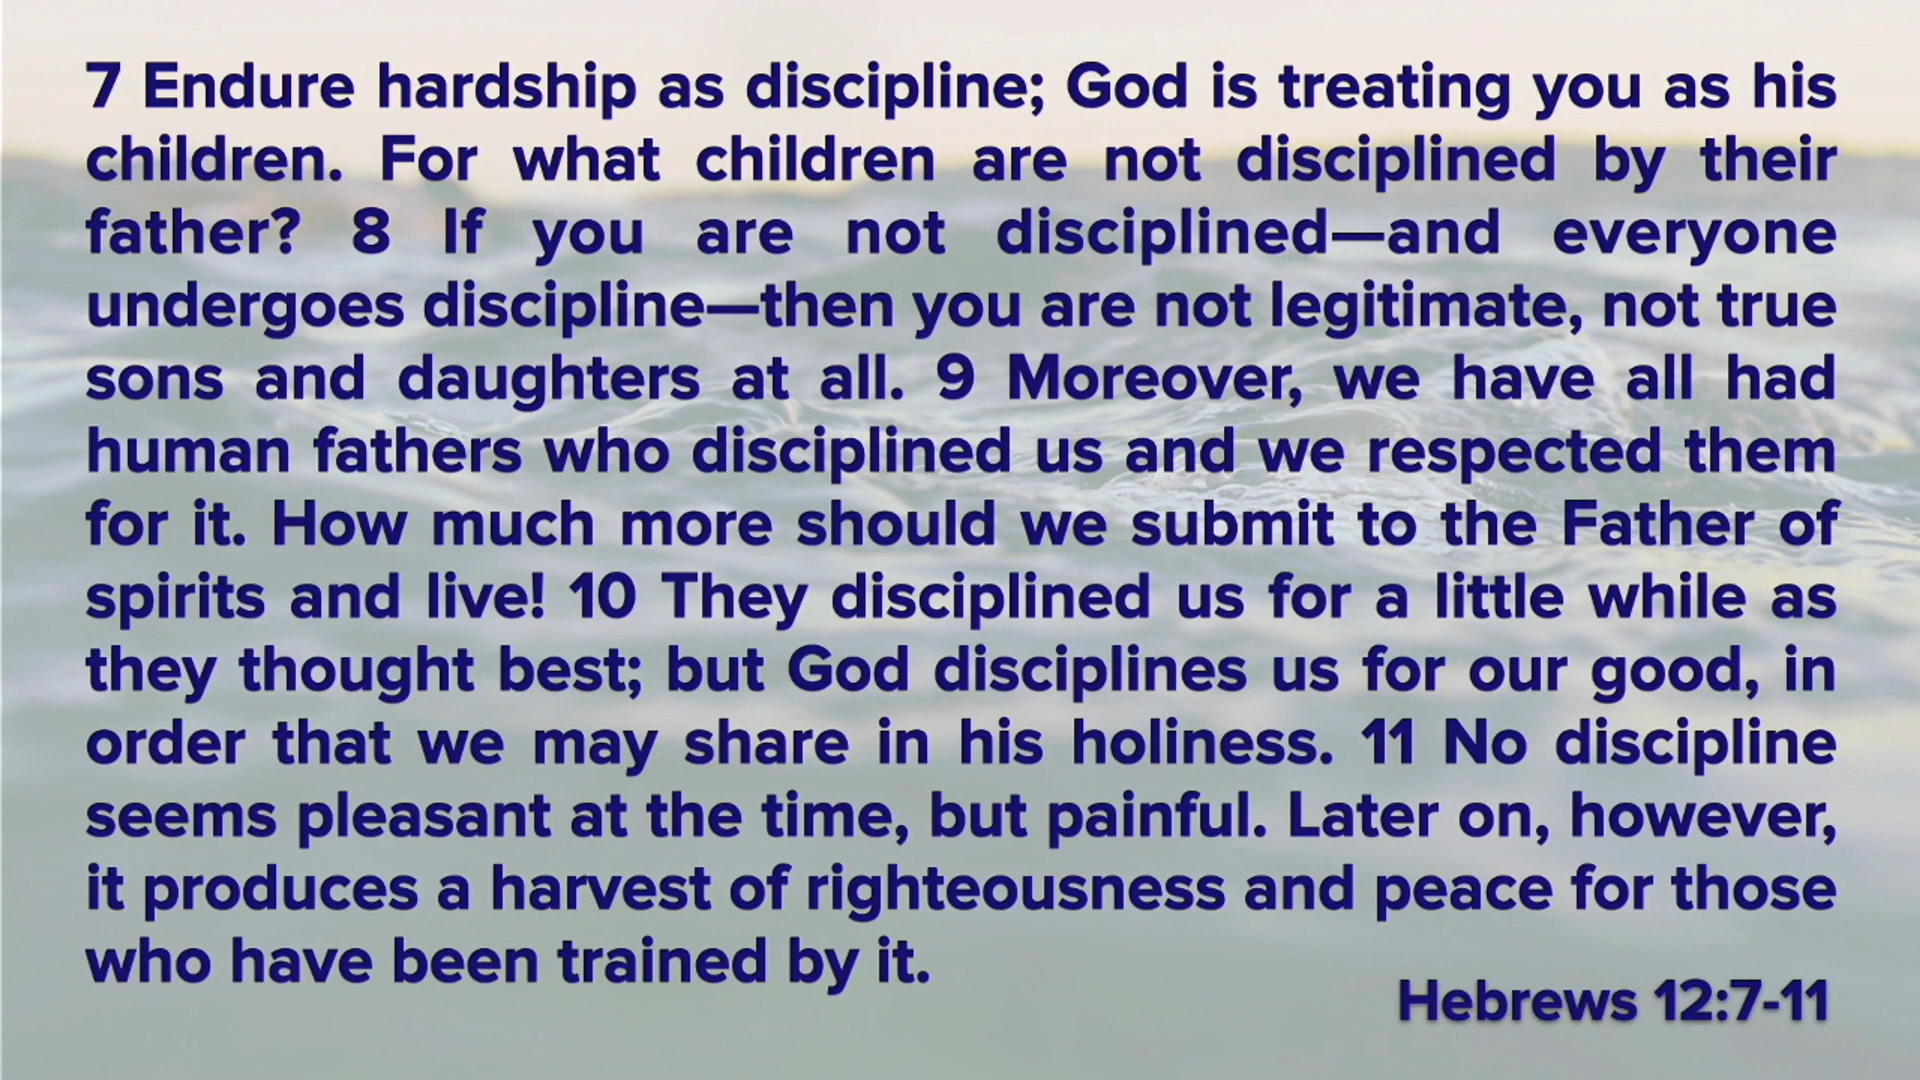 7 Endure hardship as discipline; God is treating you as his
children. For what children are not disciplined by their
father? 8 If you are not disciplined—and everyone
undergoes discipline—then you are not legitimate, not true
sons and daughters at all. 9 Moreover, we have all had
human fathers who disciplined us and we respected them
for it. How much more should we submit to the Father of
spirits and live! 10 They disciplined us for a little while as
they thought best; but God disciplines us for our good, in
order that we may share in his holiness. 11 No discipline
seems pleasant at the time, but painful. Later on, however,
it produces a harvest of righteousness and peace for those
who have been trained by it.
Hebrews 12:7-11